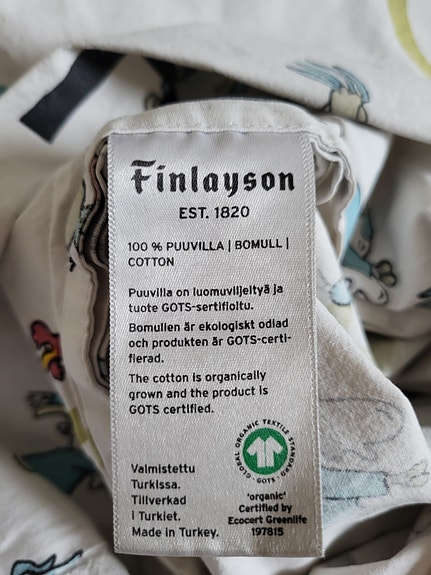 Finlayson
EST. 1820
100 % PUUVILLA | BOMULL |
COTTON
Puuvilla on luomuviljeltyä ja
tuote GOTS-sertifioitu.
Bomullen är ekologiskt odlad
och produkten är GOTS-certi-
fierad.
The cotton is organically
grown and the product is
GOTS certified.
Valmistettu
Turkissa.
Tillverkad
i Turkiet.
Made in Turkey.
GLOBAL ORGANIC TEXTILE STANDARD
· GOTS ·
'organic'
Certified by
Ecocert Greenlife
197815